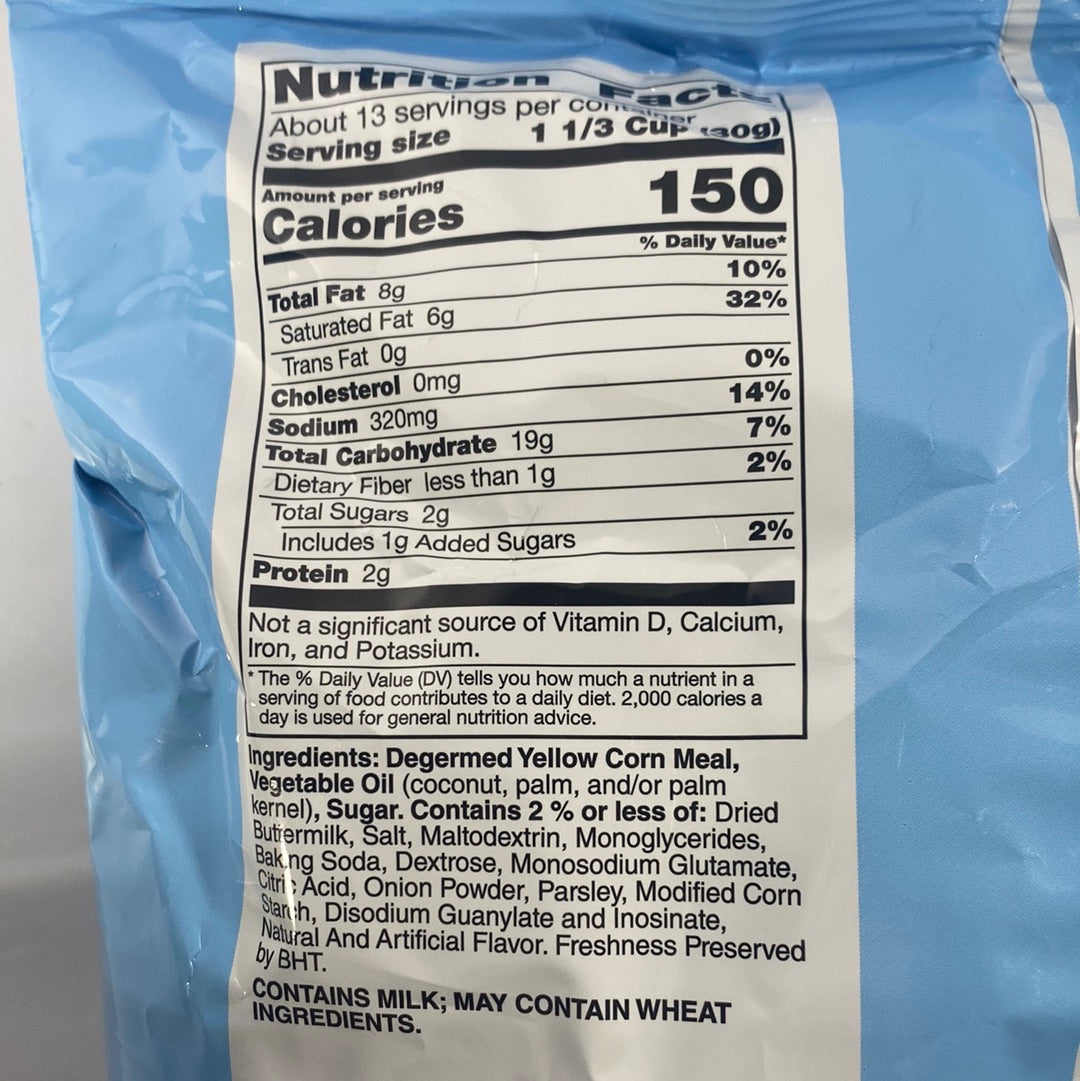 Nutrition Facts
About 13 servings per container
Serving size 1 1/3 Cup (30g)
Amount per serving
Calories 150
% Daily Value*
Total Fat 8g 10%
Saturated Fat 6g 32%
Trans Fat 0g
Cholesterol 0mg 0%
Sodium 320mg 14%
Total Carbohydrate 19g 7%
Dietary Fiber less than 1g 2%
Total Sugars 2g
Includes 1g Added Sugars 2%
Protein 2g
Not a significant source of Vitamin D, Calcium,
Iron, and Potassium.
* The % Daily Value (DV) tells you how much a nutrient in a
serving of food contributes to a daily diet. 2,000 calories a
day is used for general nutrition advice.
Ingredients: Degermed Yellow Corn Meal,
Vegetable Oil (coconut, palm, and/or palm
kernel), Sugar. Contains 2 % or less of: Dried
Buttermilk, Salt, Maltodextrin, Monoglycerides,
Baking Soda, Dextrose, Monosodium Glutamate,
Citric Acid, Onion Powder, Parsley, Modified Corn
Starch, Disodium Guanylate and Inosinate,
Natural And Artificial Flavor. Freshness Preserved
by BHT.
CONTAINS MILK; MAY CONTAIN WHEAT
INGREDIENTS.